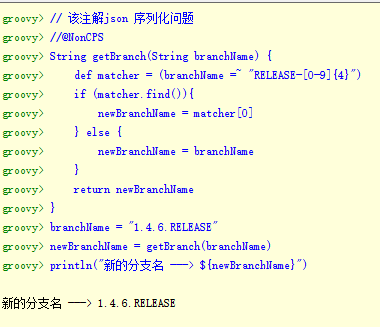 groovy> // 该注解json 序列化问题
groovy> //@NonCPS
groovy> String getBranch(String branchName) {
groovy>     def matcher = (branchName =~ "RELEASE-[0-9]{4}")
groovy>     if (matcher.find()){
groovy>         newBranchName = matcher[0]
groovy>     } else {
groovy>         newBranchName = branchName
groovy>     }
groovy>     return newBranchName
groovy> }
groovy> branchName = "1.4.6.RELEASE"
groovy> newBranchName = getBranch(branchName)
groovy> println("新的分支名 ---> ${newBranchName}")
新的分支名 ---> 1.4.6.RELEASE